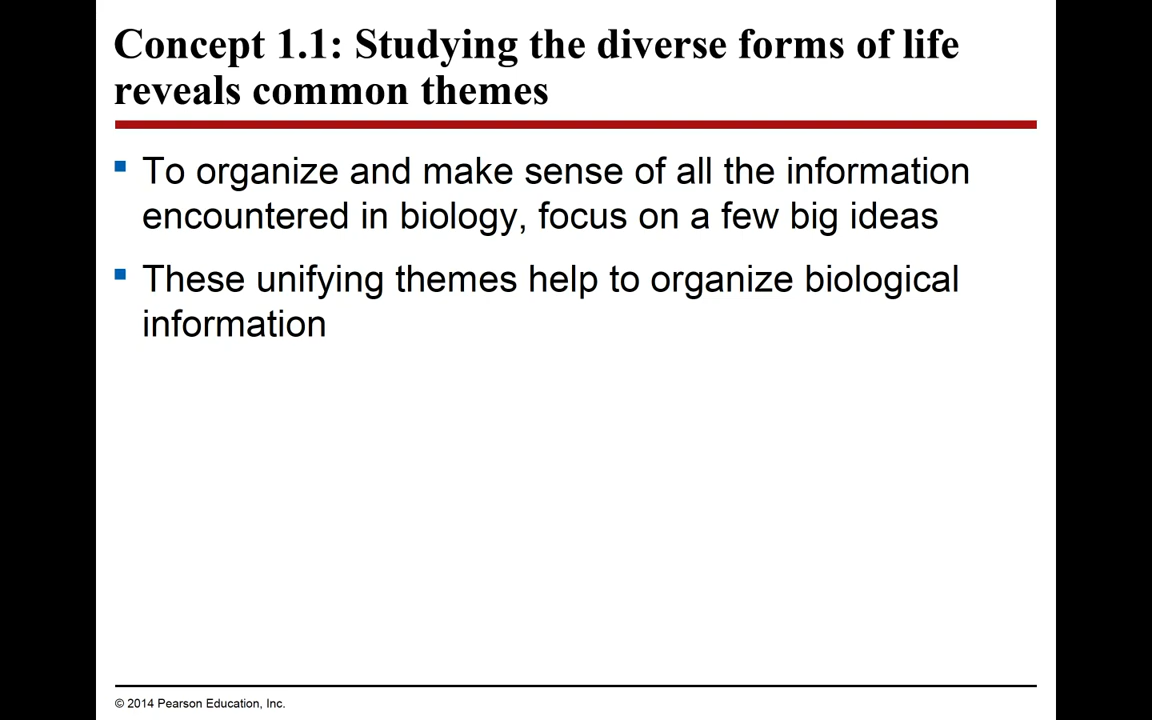 Concept 1.1: Studying the diverse forms of life
reveals common themes
To organize and make sense of all the information
encountered in biology, focus on a few big ideas
These unifying themes help to organize biological
information
© 2014 Pearson Education, Inc.